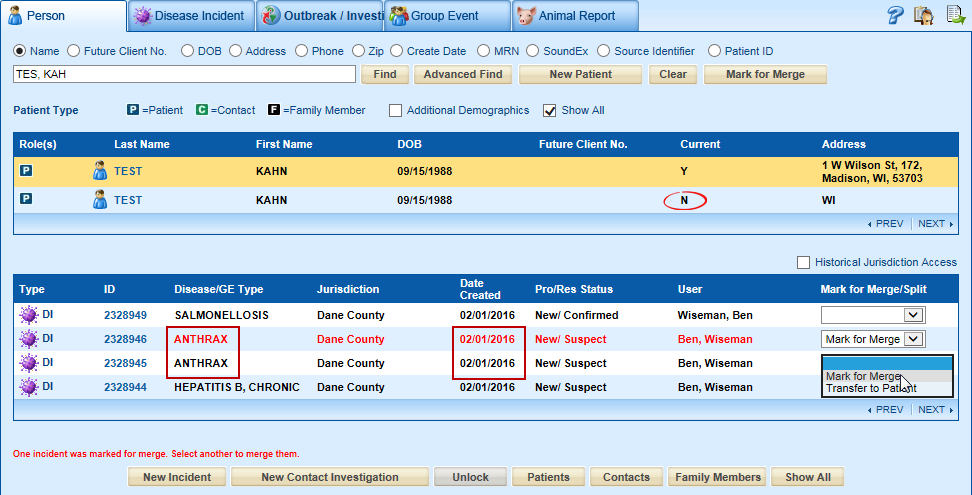 Person Disease Incident Outbreak / Investi Group Event Animal Report
Name Future Client No. DOB Address Phone Zip Create Date MRN SoundEx Source Identifier Patient ID
TES, KAH Find Advanced Find New Patient Clear Mark for Merge
Patient Type P =Patient C =Contact F =Family Member Additional Demographics Show All
Role(s) Last Name First Name DOB Future Client No. Current Address
P TEST KAHN 09/15/1988 Y 1 W Wilson St, 172,
Madison, WI, 53703
P TEST KAHN 09/15/1988 N WI
PREV NEXT
Historical Jurisdiction Access
Type ID Disease/GE Type Jurisdiction Date
Created Pro/Res Status User Mark for Merge/Split
DI 2328949 SALMONELLOSIS Dane County 02/01/2016 New/ Confirmed Wiseman, Ben
DI 2328946 ANTHRAX Dane County 02/01/2016 New/ Suspect Ben, Wiseman Mark for Merge
DI 2328945 ANTHRAX Dane County 02/01/2016 New/ Suspect Ben, Wiseman
Mark for Merge
DI 2328944 HEPATITIS B, CHRONIC Dane County 02/01/2016 New/ Suspect Ben, Wiseman Transfer to Patient
PREV NEXT
One incident was marked for merge. Select another to merge them.
New Incident New Contact Investigation Unlock Patients Contacts Family Members Show All